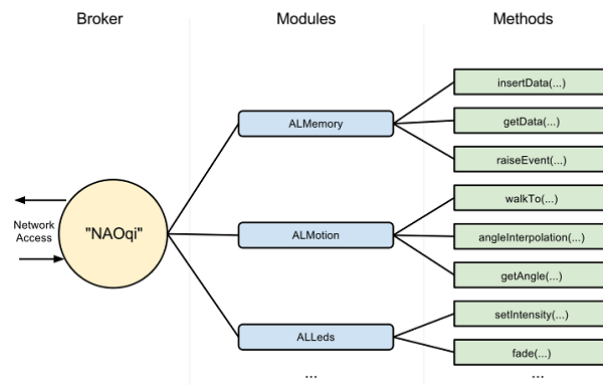 Broker
Modules
Methods
insertData(...)
ALMemory
getData(...)
raiseEvent(...)
Network
Access
"NAOqi"
walkTo(...)
ALMotion
angleInterpolation(...)
getAngle(...)
setIntensity(...)
ALLeds
fade(...)
...
...